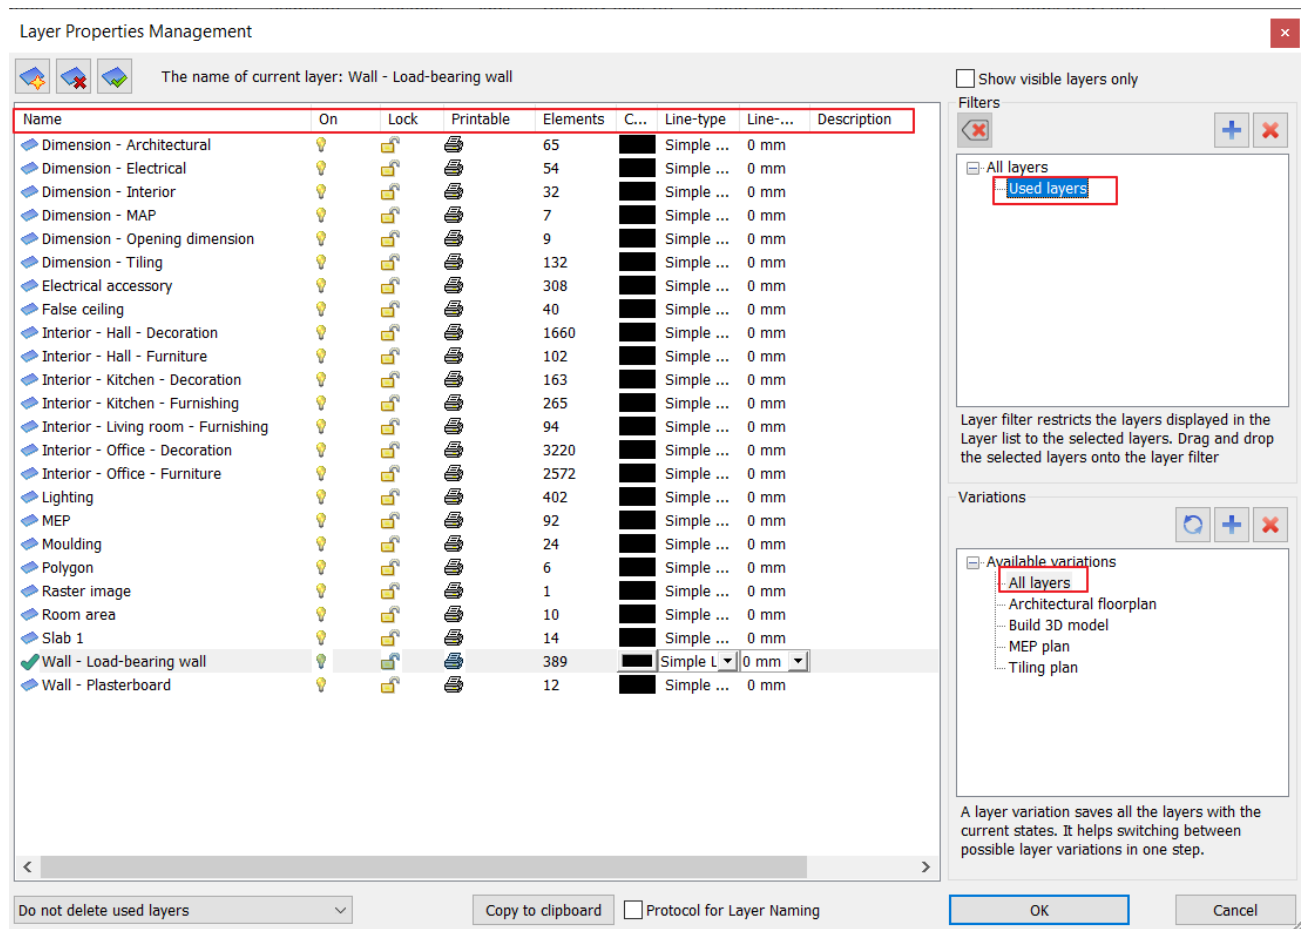 Layer Properties Management
The name of current layer: Wall - Load-bearing wall
Show visible layers only
Name On Lock Printable Elements C... Line-type Line-... Description
Dimension - Architectural 65 Simple ... 0 mm
Dimension - Electrical 54 Simple ... 0 mm
Dimension - Interior 32 Simple ... 0 mm
Dimension - MAP 7 Simple ... 0 mm
Dimension - Opening dimension 9 Simple ... 0 mm
Dimension - Tiling 132 Simple ... 0 mm
Electrical accessory 308 Simple ... 0 mm
False ceiling 40 Simple ... 0 mm
Interior - Hall - Decoration 1660 Simple ... 0 mm
Interior - Hall - Furniture 102 Simple ... 0 mm
Interior - Kitchen - Decoration 163 Simple ... 0 mm
Interior - Kitchen - Furnishing 265 Simple ... 0 mm
Interior - Living room - Furnishing 94 Simple ... 0 mm
Interior - Office - Decoration 3220 Simple ... 0 mm
Interior - Office - Furniture 2572 Simple ... 0 mm
Lighting 402 Simple ... 0 mm
MEP 92 Simple ... 0 mm
Moulding 24 Simple ... 0 mm
Polygon 6 Simple ... 0 mm
Raster image 1 Simple ... 0 mm
Room area 10 Simple ... 0 mm
Slab 1 14 Simple ... 0 mm
Wall - Load-bearing wall 389 Simple L 0 mm
Wall - Plasterboard 12 Simple ... 0 mm
Filters
All layers
Used layers
Layer filter restricts the layers displayed in the
Layer list to the selected layers. Drag and drop
the selected layers onto the layer filter
Variations
Available variations
All layers
Architectural floorplan
Build 3D model
MEP plan
Tiling plan
A layer variation saves all the layers with the
current states. It helps switching between
possible layer variations in one step.
Do not delete used layers Copy to clipboard Protocol for Layer Naming OK Cancel